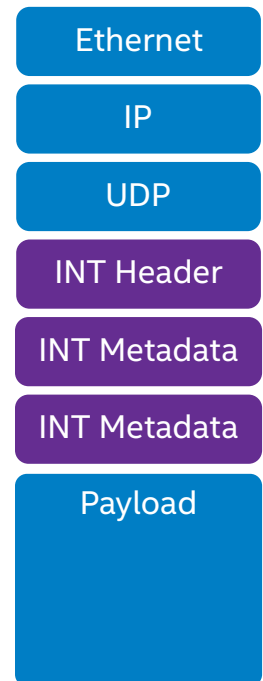 Ethernet
IP
UDP
INT Header
INT Metadata
INT Metadata
Payload